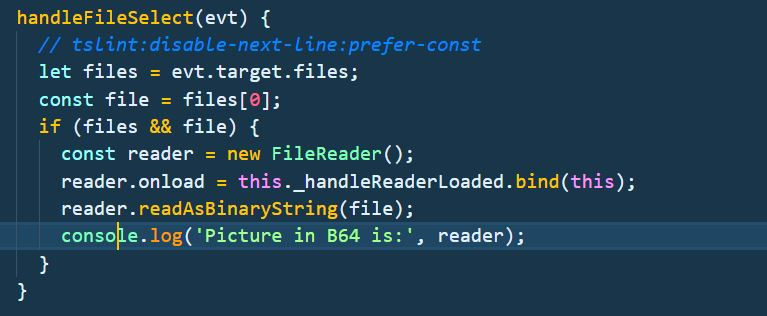 handleFileSelect(evt) {
// tslint:disable-next-line:prefer-const
let files = evt.target.files;
const file = files[0];
if (files && file) {
const reader = new FileReader();
reader.onload = this._handleReaderLoaded.bind(this);
reader.readAsBinaryString(file);
console.log('Picture in B64 is:', reader);
}
}